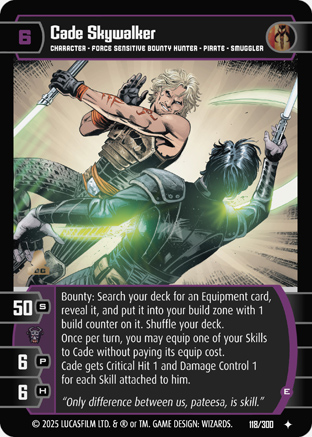 6
Cade Skywalker
CHARACTER - FORCE SENSITIVE BOUNTY HUNTER - PIRATE - SMUGGLER
50 S
Bounty: Search your deck for an Equipment card,
reveal it, and put it into your build zone with 1
build counter on it. Shuffle your deck.
Once per turn, you may equip one of your Skills
to Cade without paying its equip cost.
6 P
Cade gets Critical Hit 1 and Damage Control 1
for each Skill attached to him.
6 H
E
“Only difference between us, pateesa, is skill.”
© 2025 LUCASFILM LTD. & ® or TM. GAME DESIGN: WIZARDS.
118/300